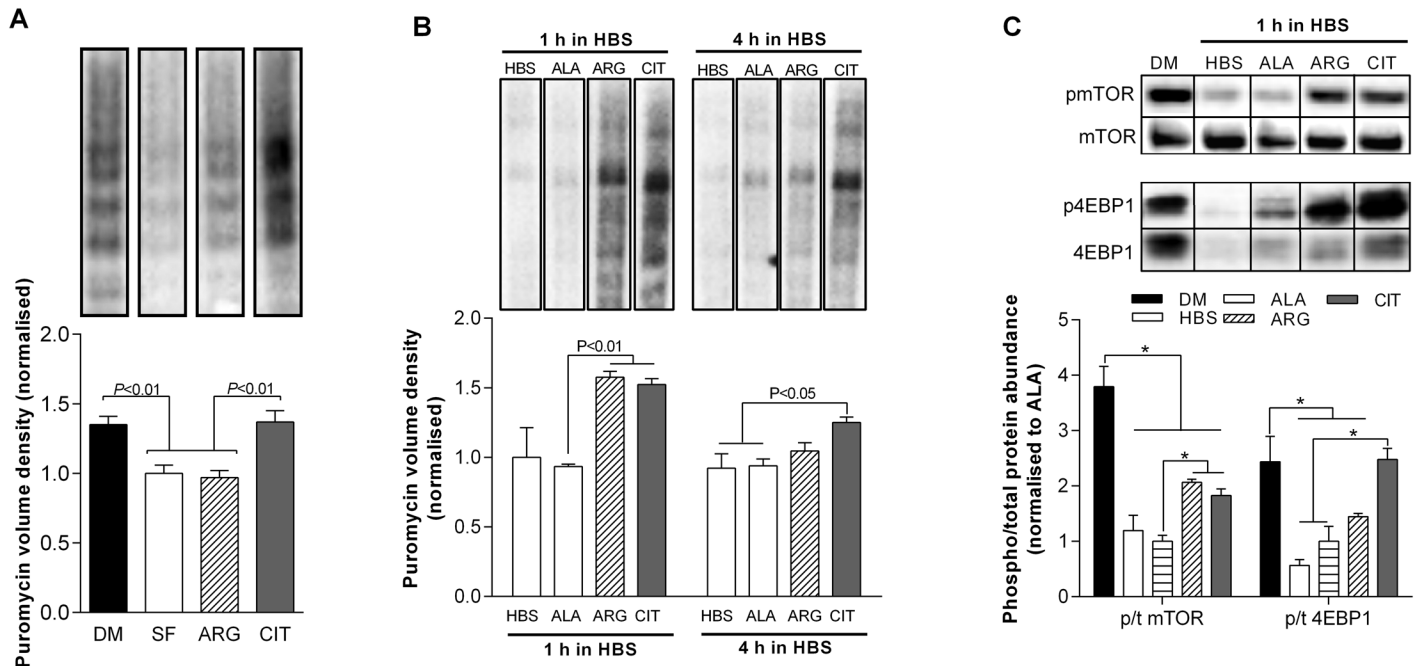 A
Puromycin volume density (normalised)
2.0
1.5
1.0
0.5
0.0
P<0.01
P<0.01
DM SF ARG CIT
B
1 h in HBS
4 h in HBS
HBS ALA ARG CIT
HBS ALA ARG CIT
Puromycin volume density
(normalised)
2.0
1.5
1.0
0.5
0.0
P<0.01
P<0.05
HBS ALA ARG CIT
HBS ALA ARG CIT
1 h in HBS
4 h in HBS
C
1 h in HBS
DM HBS ALA ARG CIT
pmTOR
mTOR
p4EBP1
4EBP1
DM ALA CIT
HBS ARG
Phospho/total protein abundance
(normalised to ALA)
5
4
3
2
1
0
*
*
*
*
p/t mTOR p/t 4EBP1